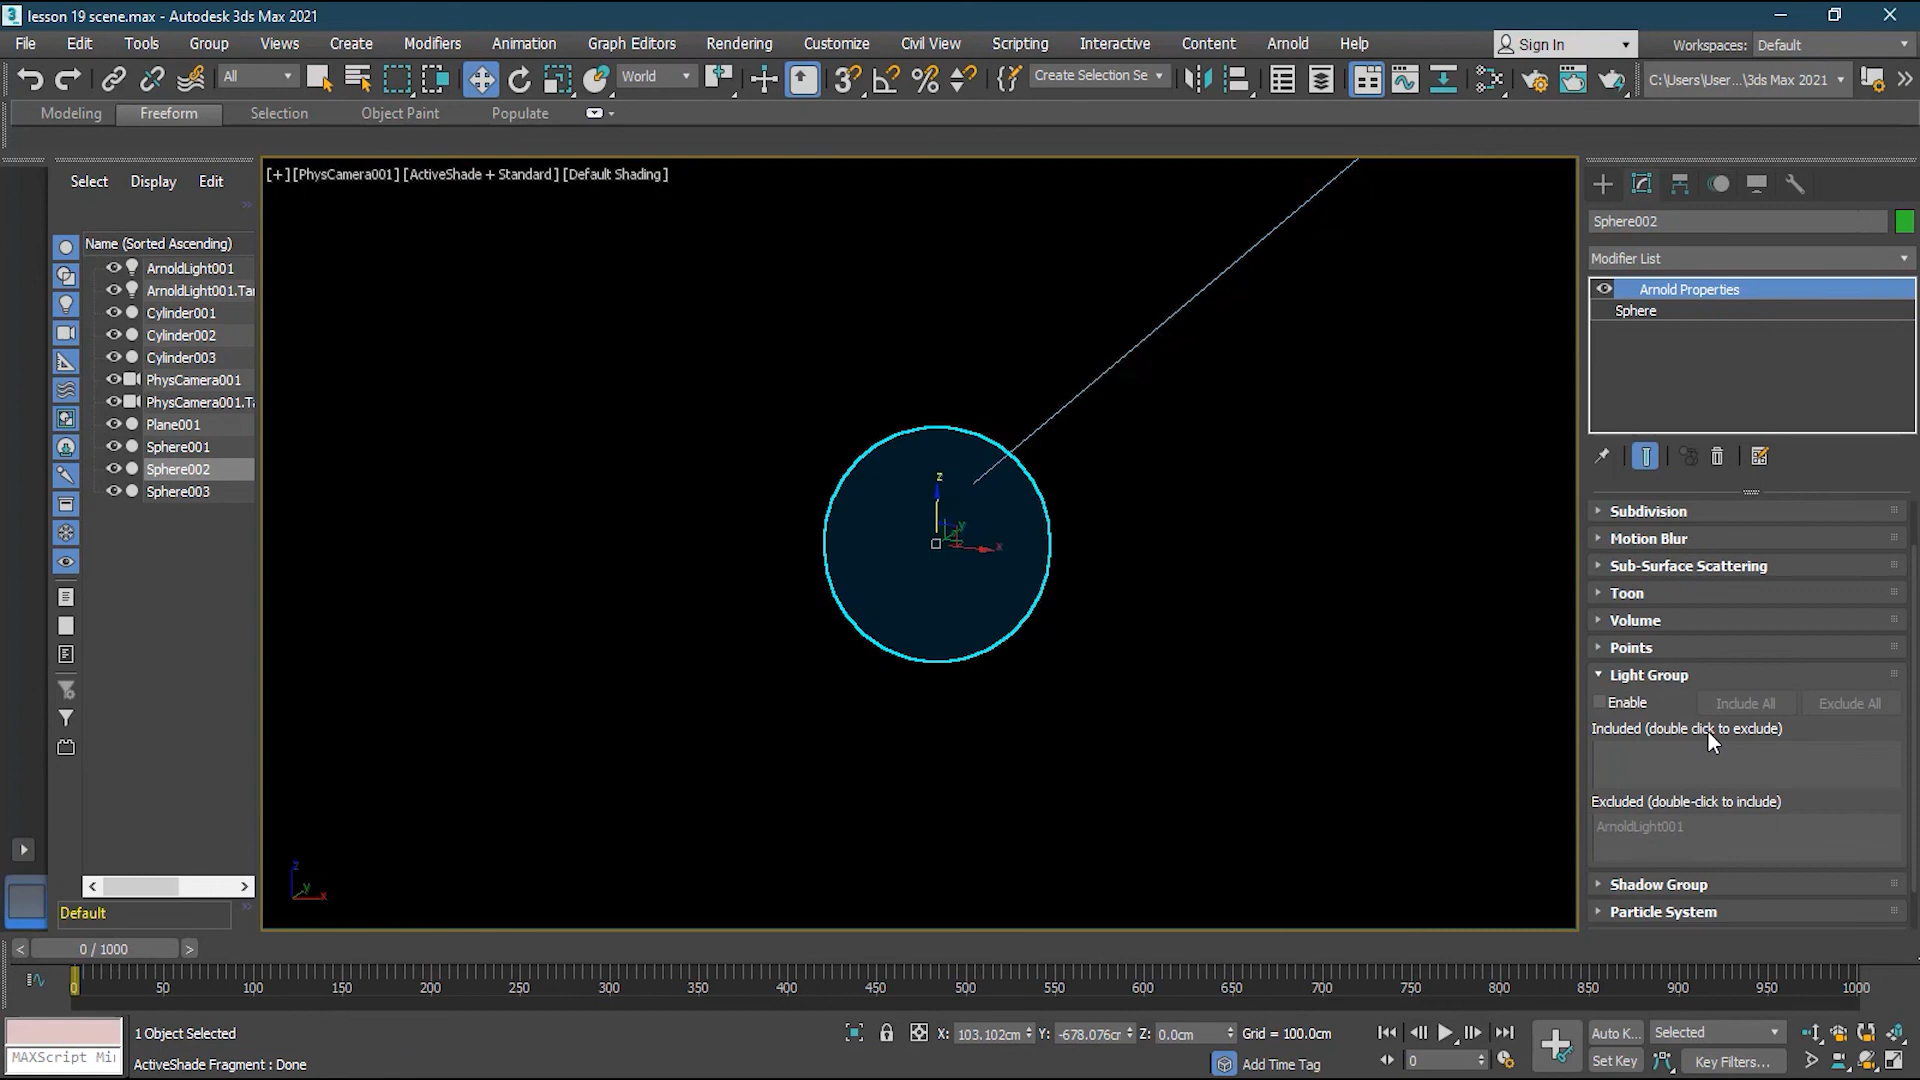 lesson 19 scene.max - Autodesk 3ds Max 2021
File Edit Tools Group Views Create Modifiers Animation Graph Editors Rendering Customize Civil View Scripting Interactive Content Arnold Help Sign In Workspaces: Default
All World Create Selection Se C:\Users\User ...\3ds Max 2021
Modeling Freeform Selection Object Paint Populate
Select Display Edit
[+] [PhysCamera001] [ActiveShade + Standard] [Default Shading]
Name (Sorted Ascending)
ArnoldLight001
ArnoldLight001.Tar
Cylinder001
Cylinder002
Cylinder003
PhysCamera001
PhysCamera001.Ta
Plane001
Sphere001
Sphere002
Sphere003
Default
z
y
x
z
y
x
Sphere002
Modifier List
Arnold Properties
Sphere
Subdivision
Motion Blur
Sub-Surface Scattering
Toon
Volume
Points
Light Group
Enable Include All Exclude All
Included (double click to exclude)
Excluded (double-click to include)
ArnoldLight001
Shadow Group
Particle System
< 0 / 1000 >
0 50 100 150 200 250 300 350 400 450 500 550 600 650 700 750 800 850 900 950 1000
1 Object Selected X: 103.102cm Y: -678.076cr Z: 0.0cm Grid = 100.0cm Auto K... Selected
MAXScript Mi ActiveShade Fragment : Done Add Time Tag 0 Set Key Key Filters...